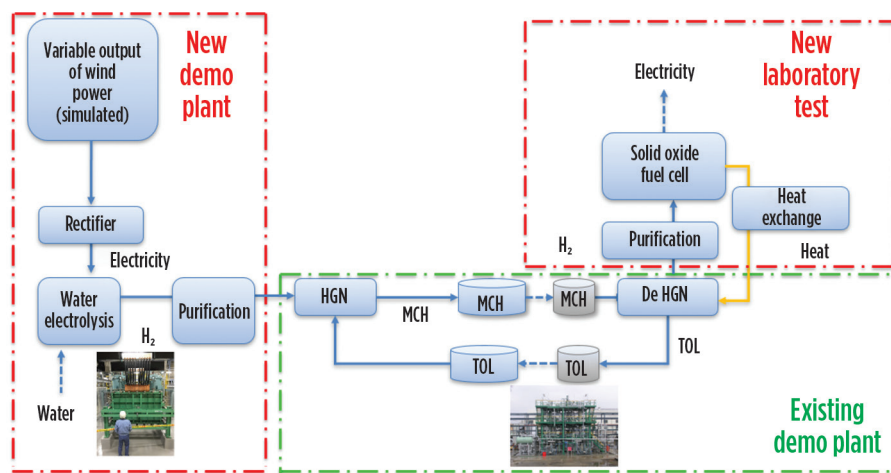 Variable output
of wind
power
(simulated)
New
demo
plant
Rectifier
Electricity
Water
electrolysis
H2
Purification
Water
New
laboratory
test
Electricity
Solid oxide
fuel cell
Heat
exchange
Purification
H2
Heat
HGN
MCH
MCH
MCH
De HGN
TOL
TOL
TOL
Existing
demo plant